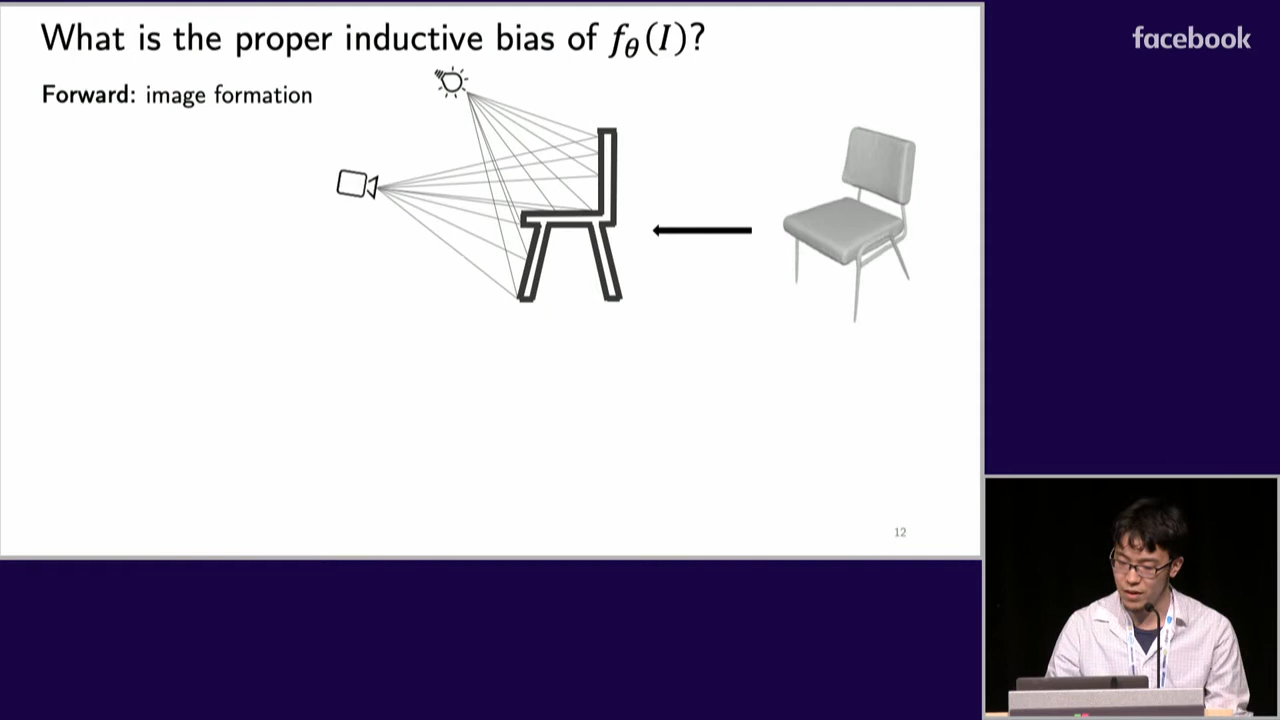 What is the proper inductive bias of fθ(I)?
Forward: image formation
facebook
12